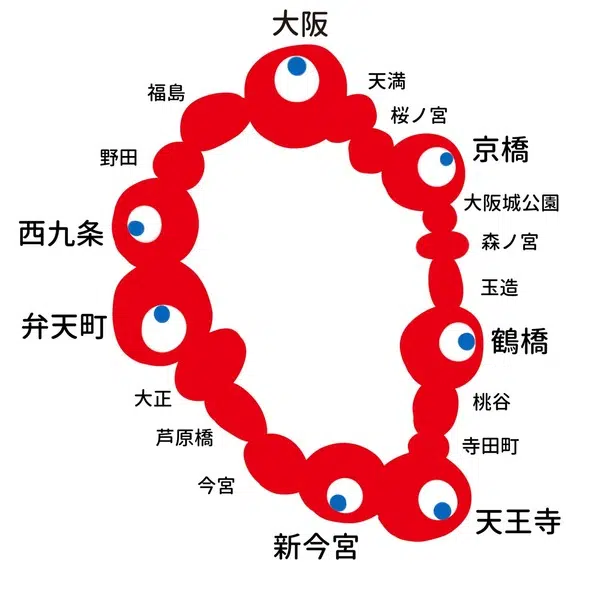 大阪
天満
桜ノ宮
京橋
大阪城公園
森ノ宮
玉造
鶴橋
桃谷
寺田町
天王寺
新今宮
今宮
芦原橋
大正
弁天町
西九条
野田
福島